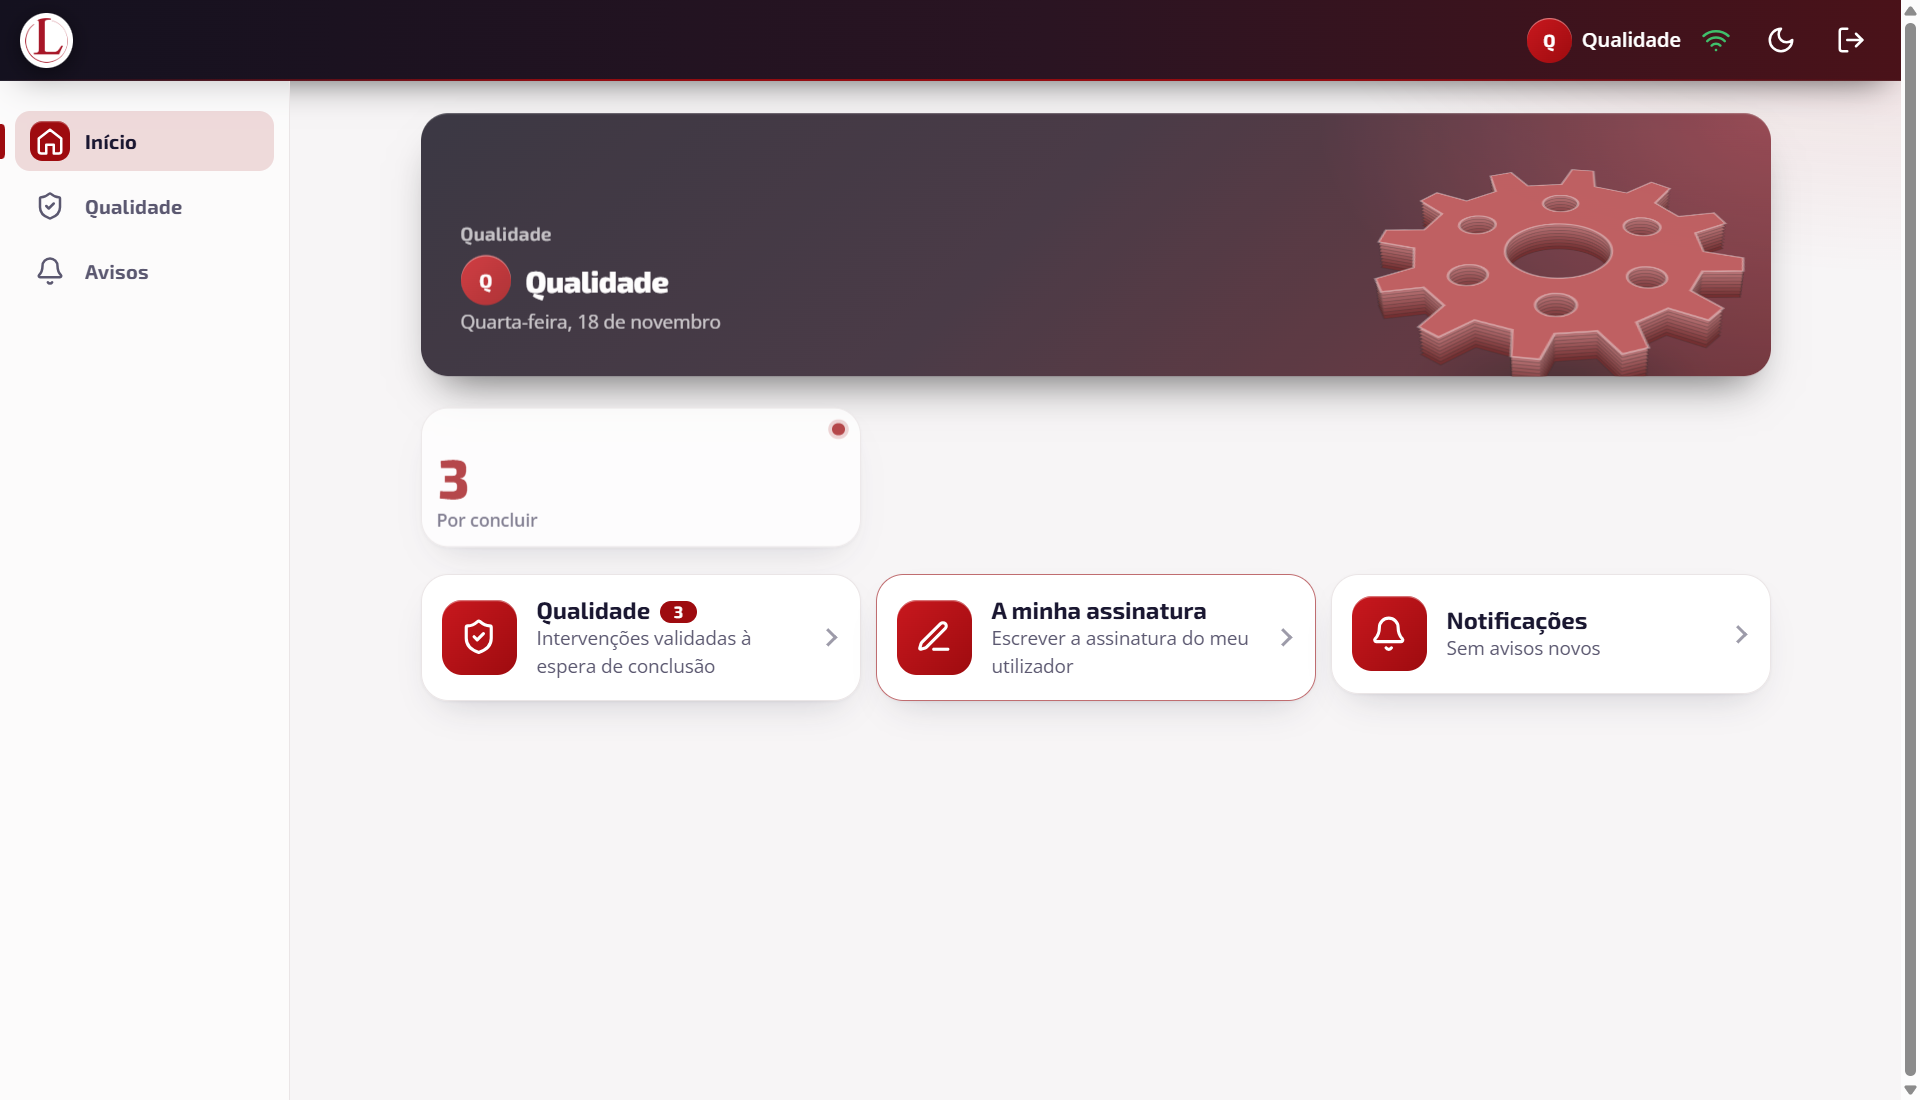 L
Q Qualidade
Início
Qualidade
Avisos
Qualidade
Q Qualidade
Quarta-feira, 18 de novembro
3
Por concluir
Qualidade 3
Intervenções validadas à
espera de conclusão
A minha assinatura
Escrever a assinatura do meu
utilizador
Notificações
Sem avisos novos